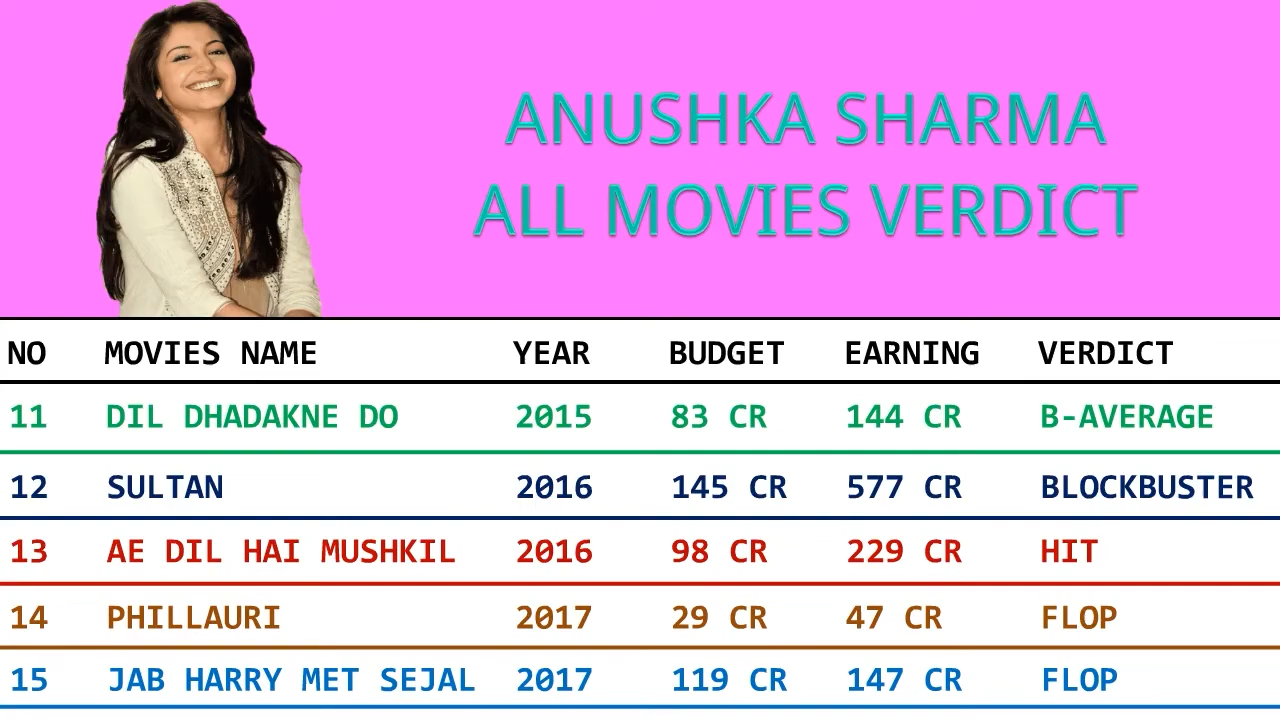 ANUSHKA SHARMA
ALL MOVIES VERDICT
NO MOVIES NAME YEAR BUDGET EARNING VERDICT
11 DIL DHADAKNE DO 2015 83 CR 144 CR B-AVERAGE
12 SULTAN 2016 145 CR 577 CR BLOCKBUSTER
13 AE DIL HAI MUSHKIL 2016 98 CR 229 CR HIT
14 PHILLAURI 2017 29 CR 47 CR FLOP
15 JAB HARRY MET SEJAL 2017 119 CR 147 CR FLOP